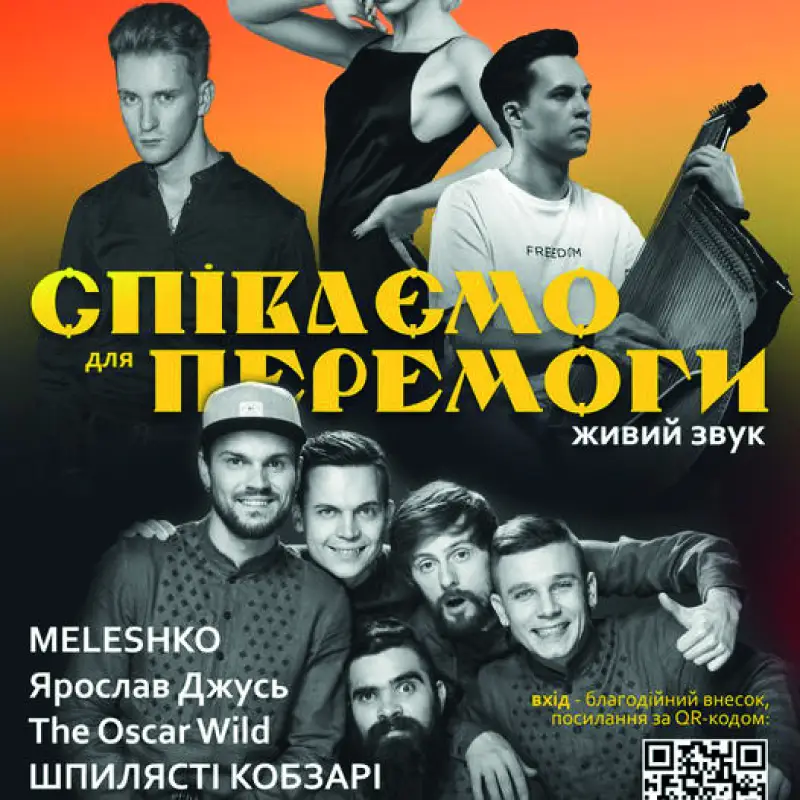 FREEDOM
СПІВАЄМО
для ПЕРЕМОГИ
живий звук
MELESHKO
Ярослав Джусь
The Oscar Wild
ШПИЛЯСТІ КОБЗАРІ
вхід - благодійний внесок,
посилання за QR-кодом: